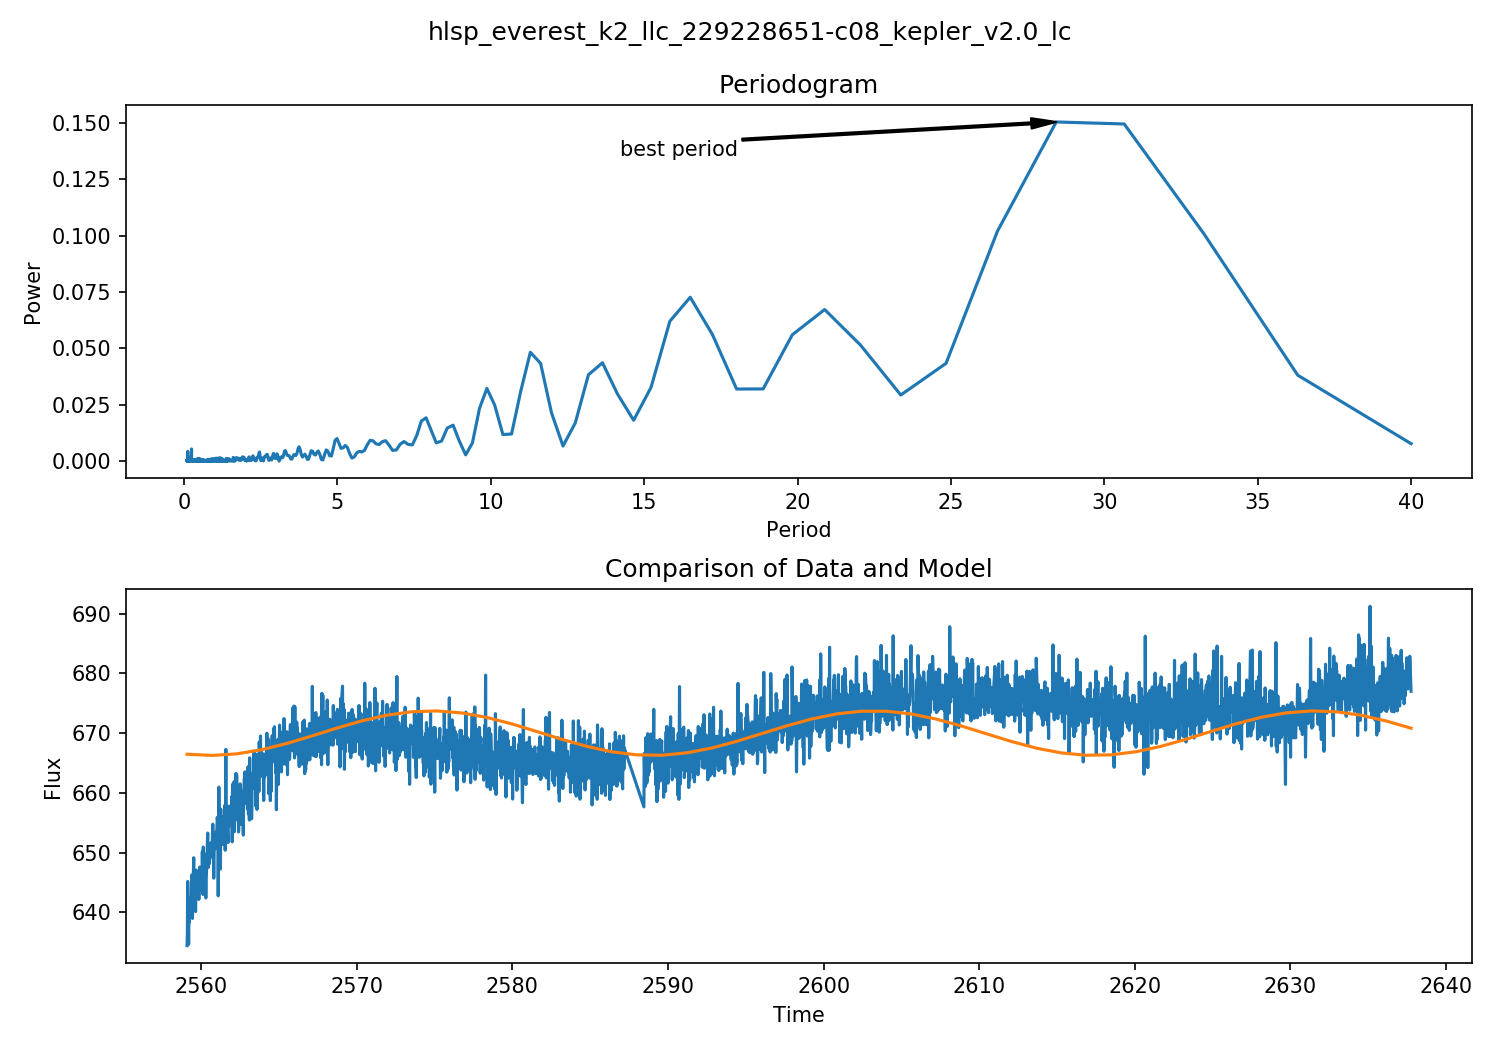 hlsp_everest_k2_llc_229228651-c08_kepler_v2.0_lc
Periodogram
0.150
0.125
0.100
0.075
0.050
0.025
0.000
Power
best period
0 5 10 15 20 25 30 35 40
Period
Comparison of Data and Model
690
680
670
660
650
640
Flux
2560 2570 2580 2590 2600 2610 2620 2630 2640
Time